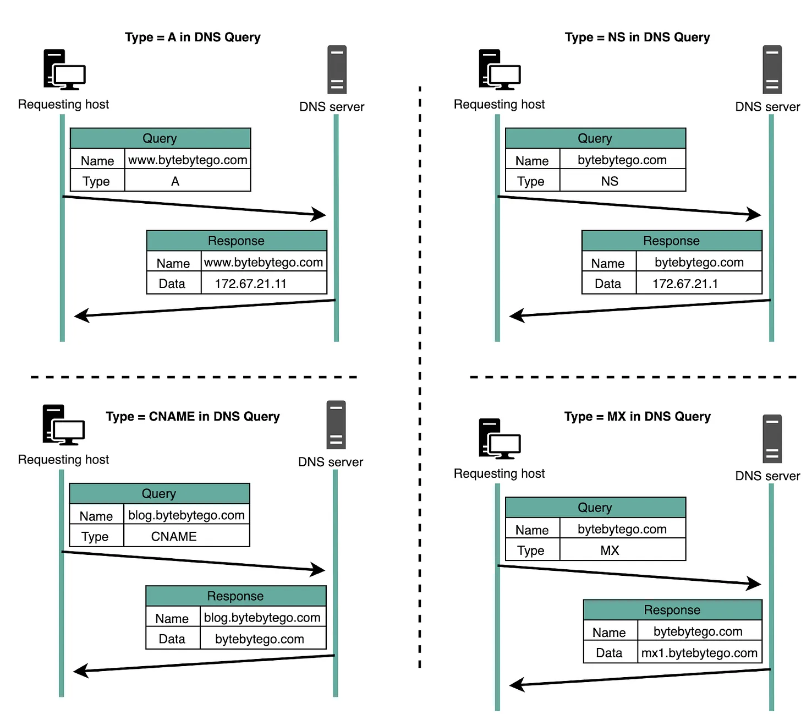 Type = A in DNS Query
Requesting host
DNS server
Query
Name www.bytebytego.com
Type A
Response
Name www.bytebytego.com
Data 172.67.21.11
Type = NS in DNS Query
Requesting host
DNS server
Query
Name bytebytego.com
Type NS
Response
Name bytebytego.com
Data 172.67.21.1
Type = CNAME in DNS Query
Requesting host
DNS server
Query
Name blog.bytebytego.com
Type CNAME
Response
Name blog.bytebytego.com
Data bytebytego.com
Type = MX in DNS Query
Requesting host
DNS server
Query
Name bytebytego.com
Type MX
Response
Name bytebytego.com
Data mx1.bytebytego.com